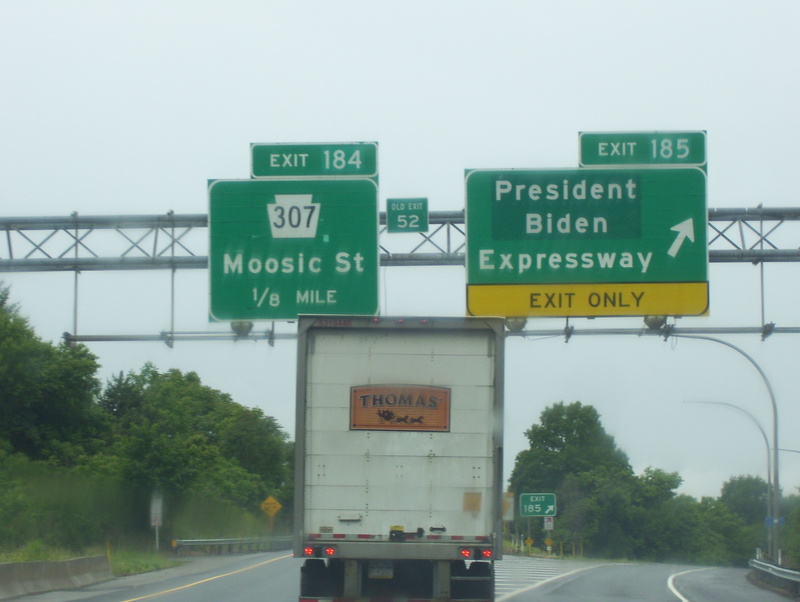 EXIT 184
307
Moosic St
1/8 MILE
OLD EXIT
52
EXIT 185
President
Biden
Expressway
EXIT ONLY
THOMAS
EXIT
185